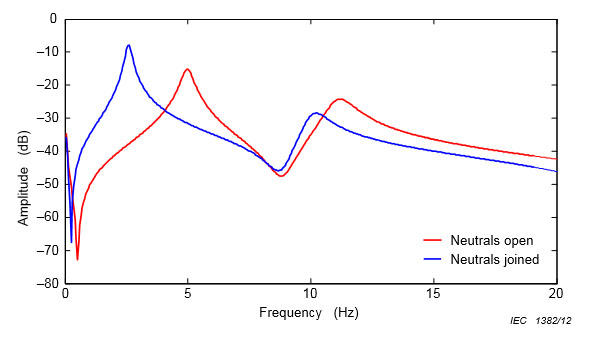 0
–10
–20
–30
–40
–50
–60
–70
–80
Amplitude (dB)
Neutrals open
Neutrals joined
0 5 10 15 20
Frequency (Hz)
IEC 1382/12